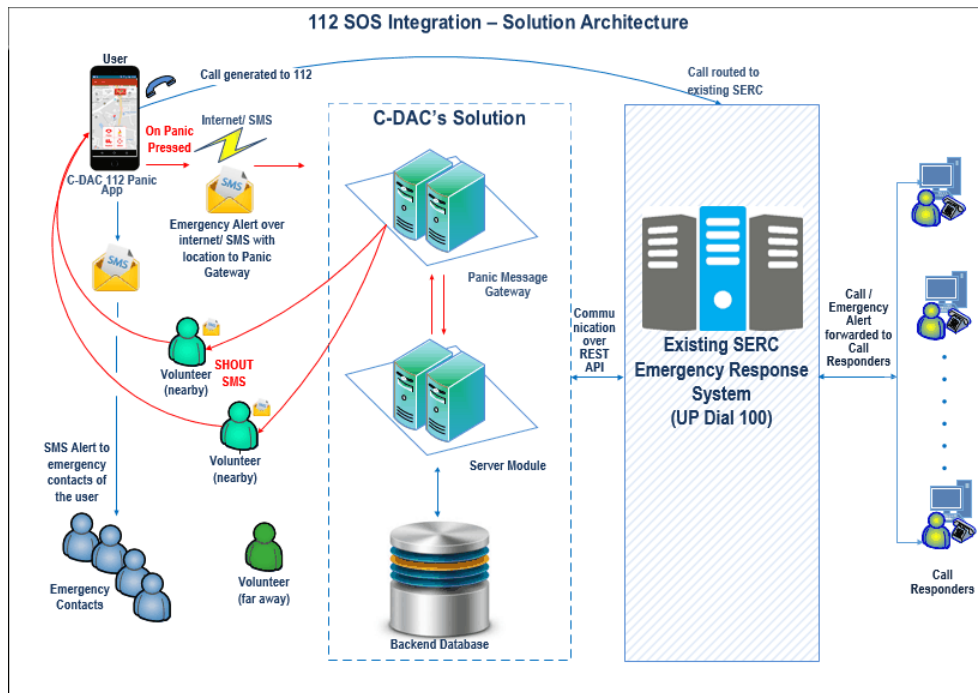 112 SOS Integration – Solution Architecture
User
Call generated to 112
Call routed to
existing SERC
On Panic
Pressed
Internet/ SMS
SMS
C-DAC 112 Panic
App
Emergency Alert over
internet/ SMS with
location to Panic
Gateway
SMS
C-DAC's Solution
Panic Message
Gateway
Volunteer
(nearby)
SHOUT
SMS
Volunteer
(nearby)
Server Module
Commu
nication
over
REST
API
Existing SERC
Emergency Response
System
(UP Dial 100)
Call /
Emergency
Alert
forwarded to
Call
Responders
SMS Alert to
emergency
contacts of
the user
Emergency
Contacts
Volunteer
(far away)
Backend Database
Call
Responders